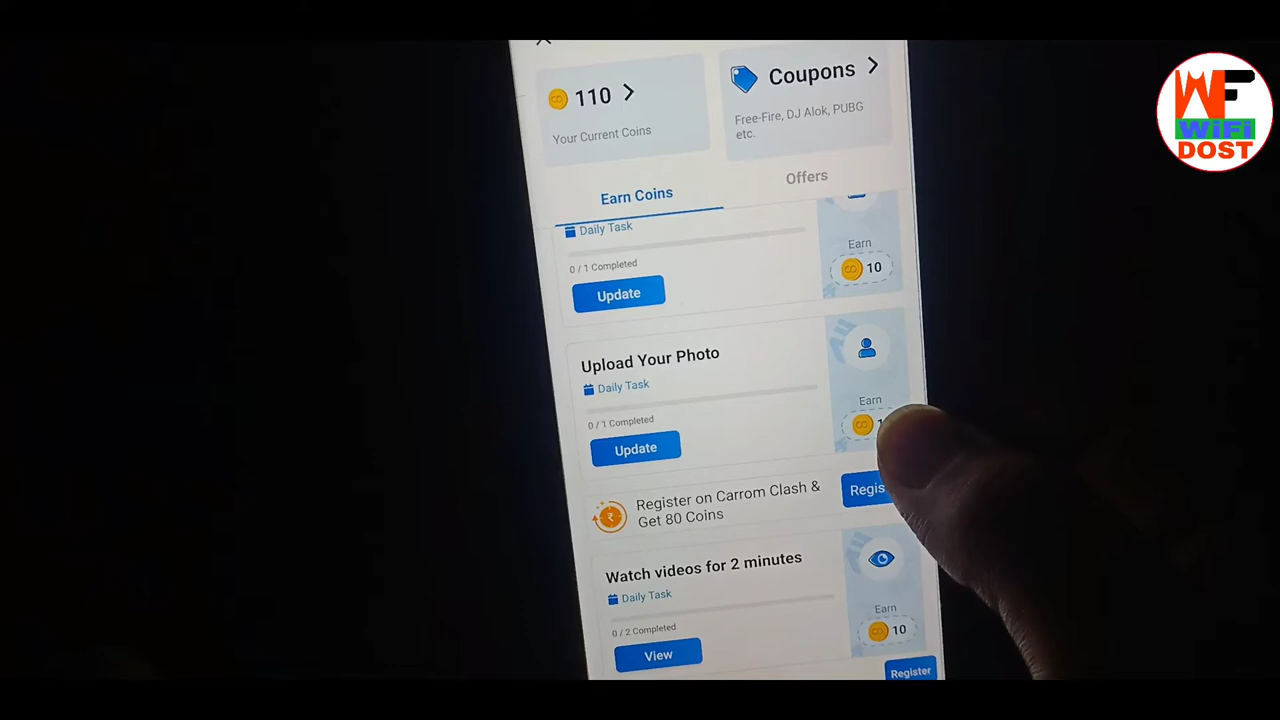 110
Your Current Coins
Coupons
Free-Fire, DJ Alok, PUBG
etc.
Earn Coins
Offers
Daily Task
0 / 1 Completed
Update
Earn
10
Upload Your Photo
Daily Task
0 / 1 Completed
Update
Earn
Register on Carrom Clash &
Get 80 Coins
Regis
Watch videos for 2 minutes
Daily Task
0 / 2 Completed
View
Earn
10
Register
WF
WiFi
DOST